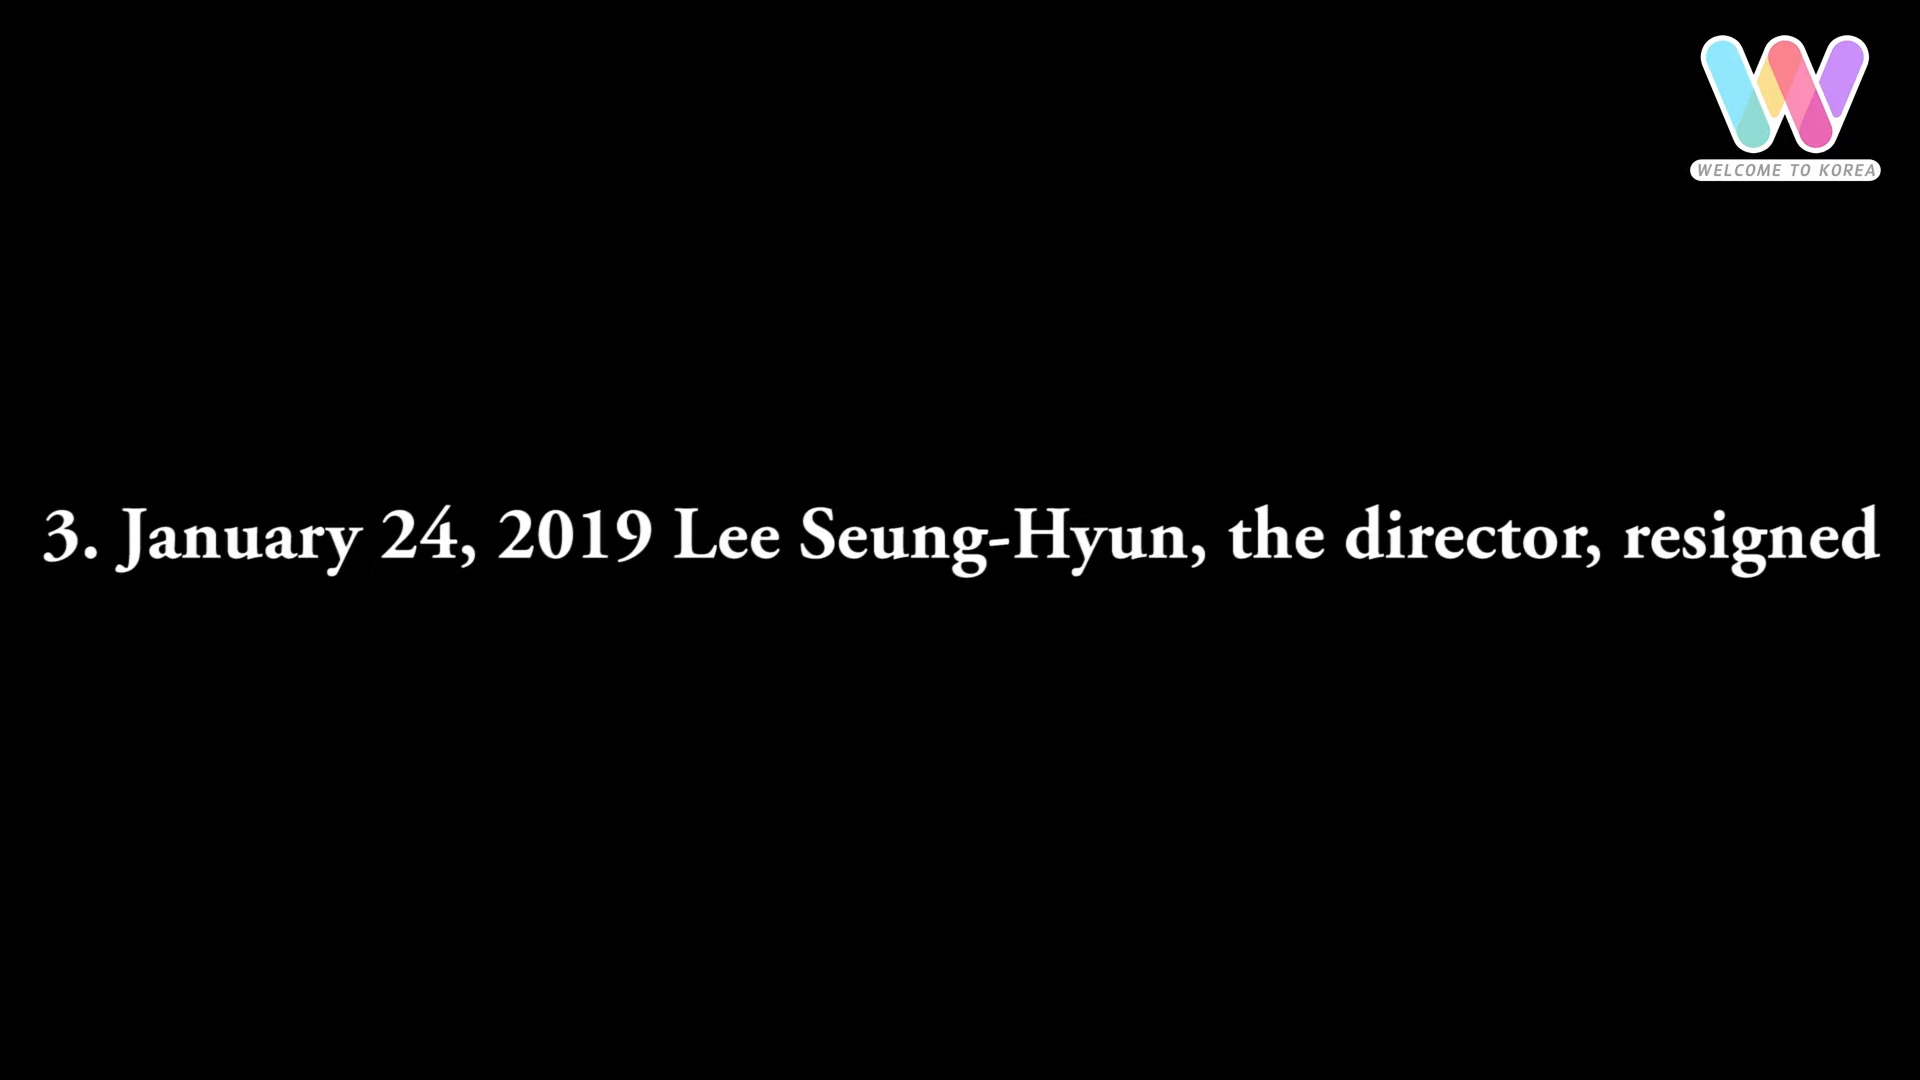 WELCOME TO KOREA
3. January 24, 2019 Lee Seung-Hyun, the director, resigned